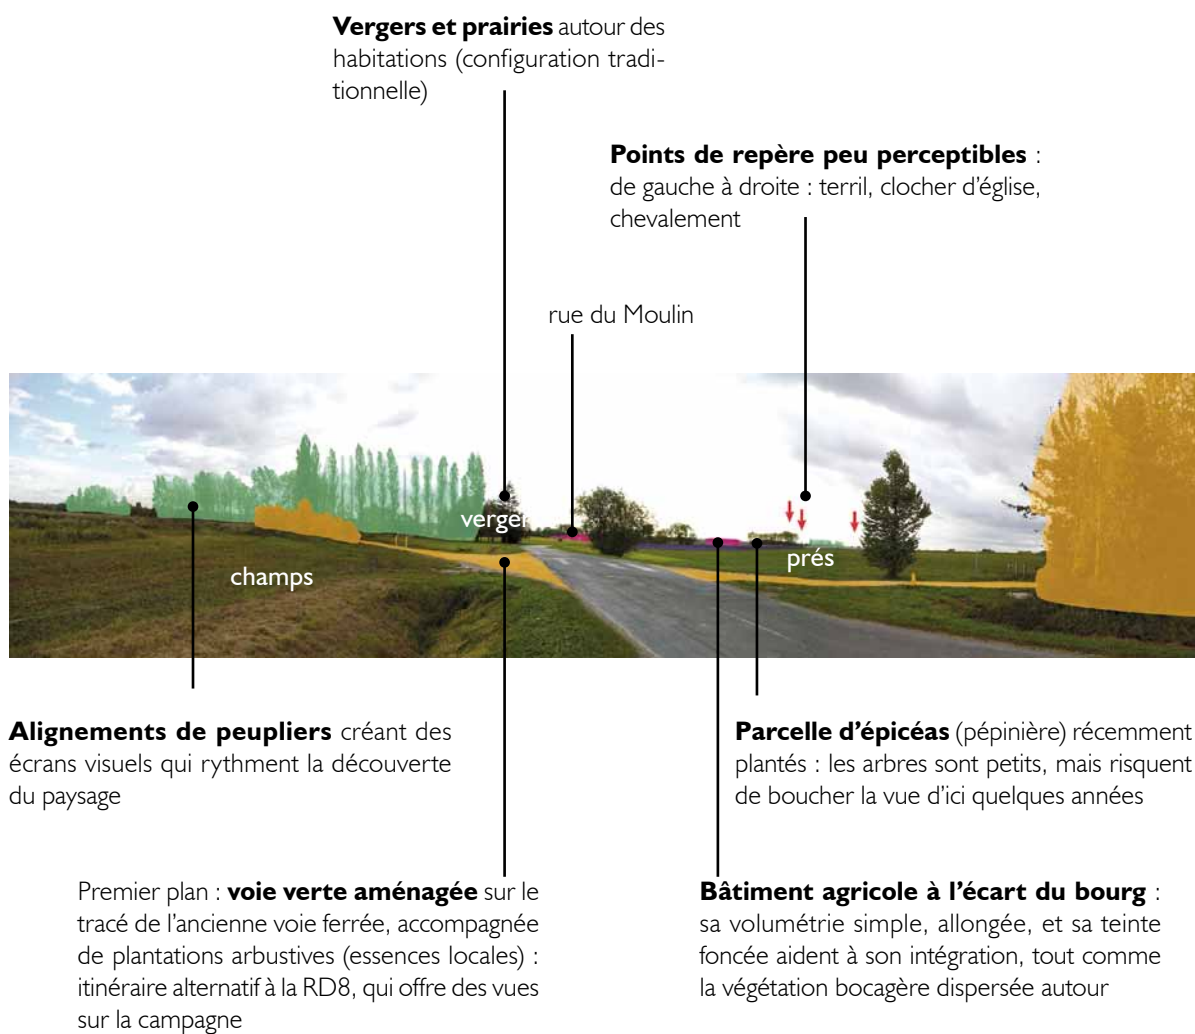 Vergers et prairies autour des
habitations (configuration tradi-
tionnelle)
Points de repère peu perceptibles :
de gauche à droite : terril, clocher d'église,
chevalement
rue du Moulin
verger
champs
prés
Alignements de peupliers créant des
écrans visuels qui rythment la découverte
du paysage
Parcelle d'épicéas (pépinière) récemment
plantés : les arbres sont petits, mais risquent
de boucher la vue d'ici quelques années
Premier plan : voie verte aménagée sur le
tracé de l'ancienne voie ferrée, accompagnée
de plantations arbustives (essences locales) :
itinéraire alternatif à la RD8, qui offre des vues
sur la campagne
Bâtiment agricole à l'écart du bourg :
sa volumétrie simple, allongée, et sa teinte
foncée aident à son intégration, tout comme
la végétation bocagère dispersée autour